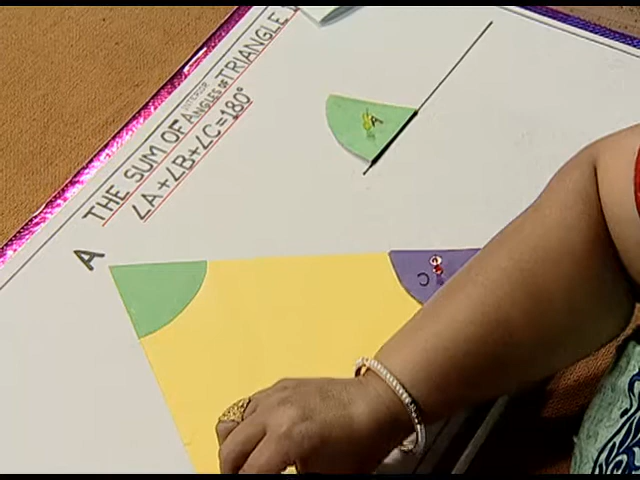 THE SUM OF INTERIOR ANGLES OF TRIANGLE
∠A+∠B+∠C=180°
A
A
C